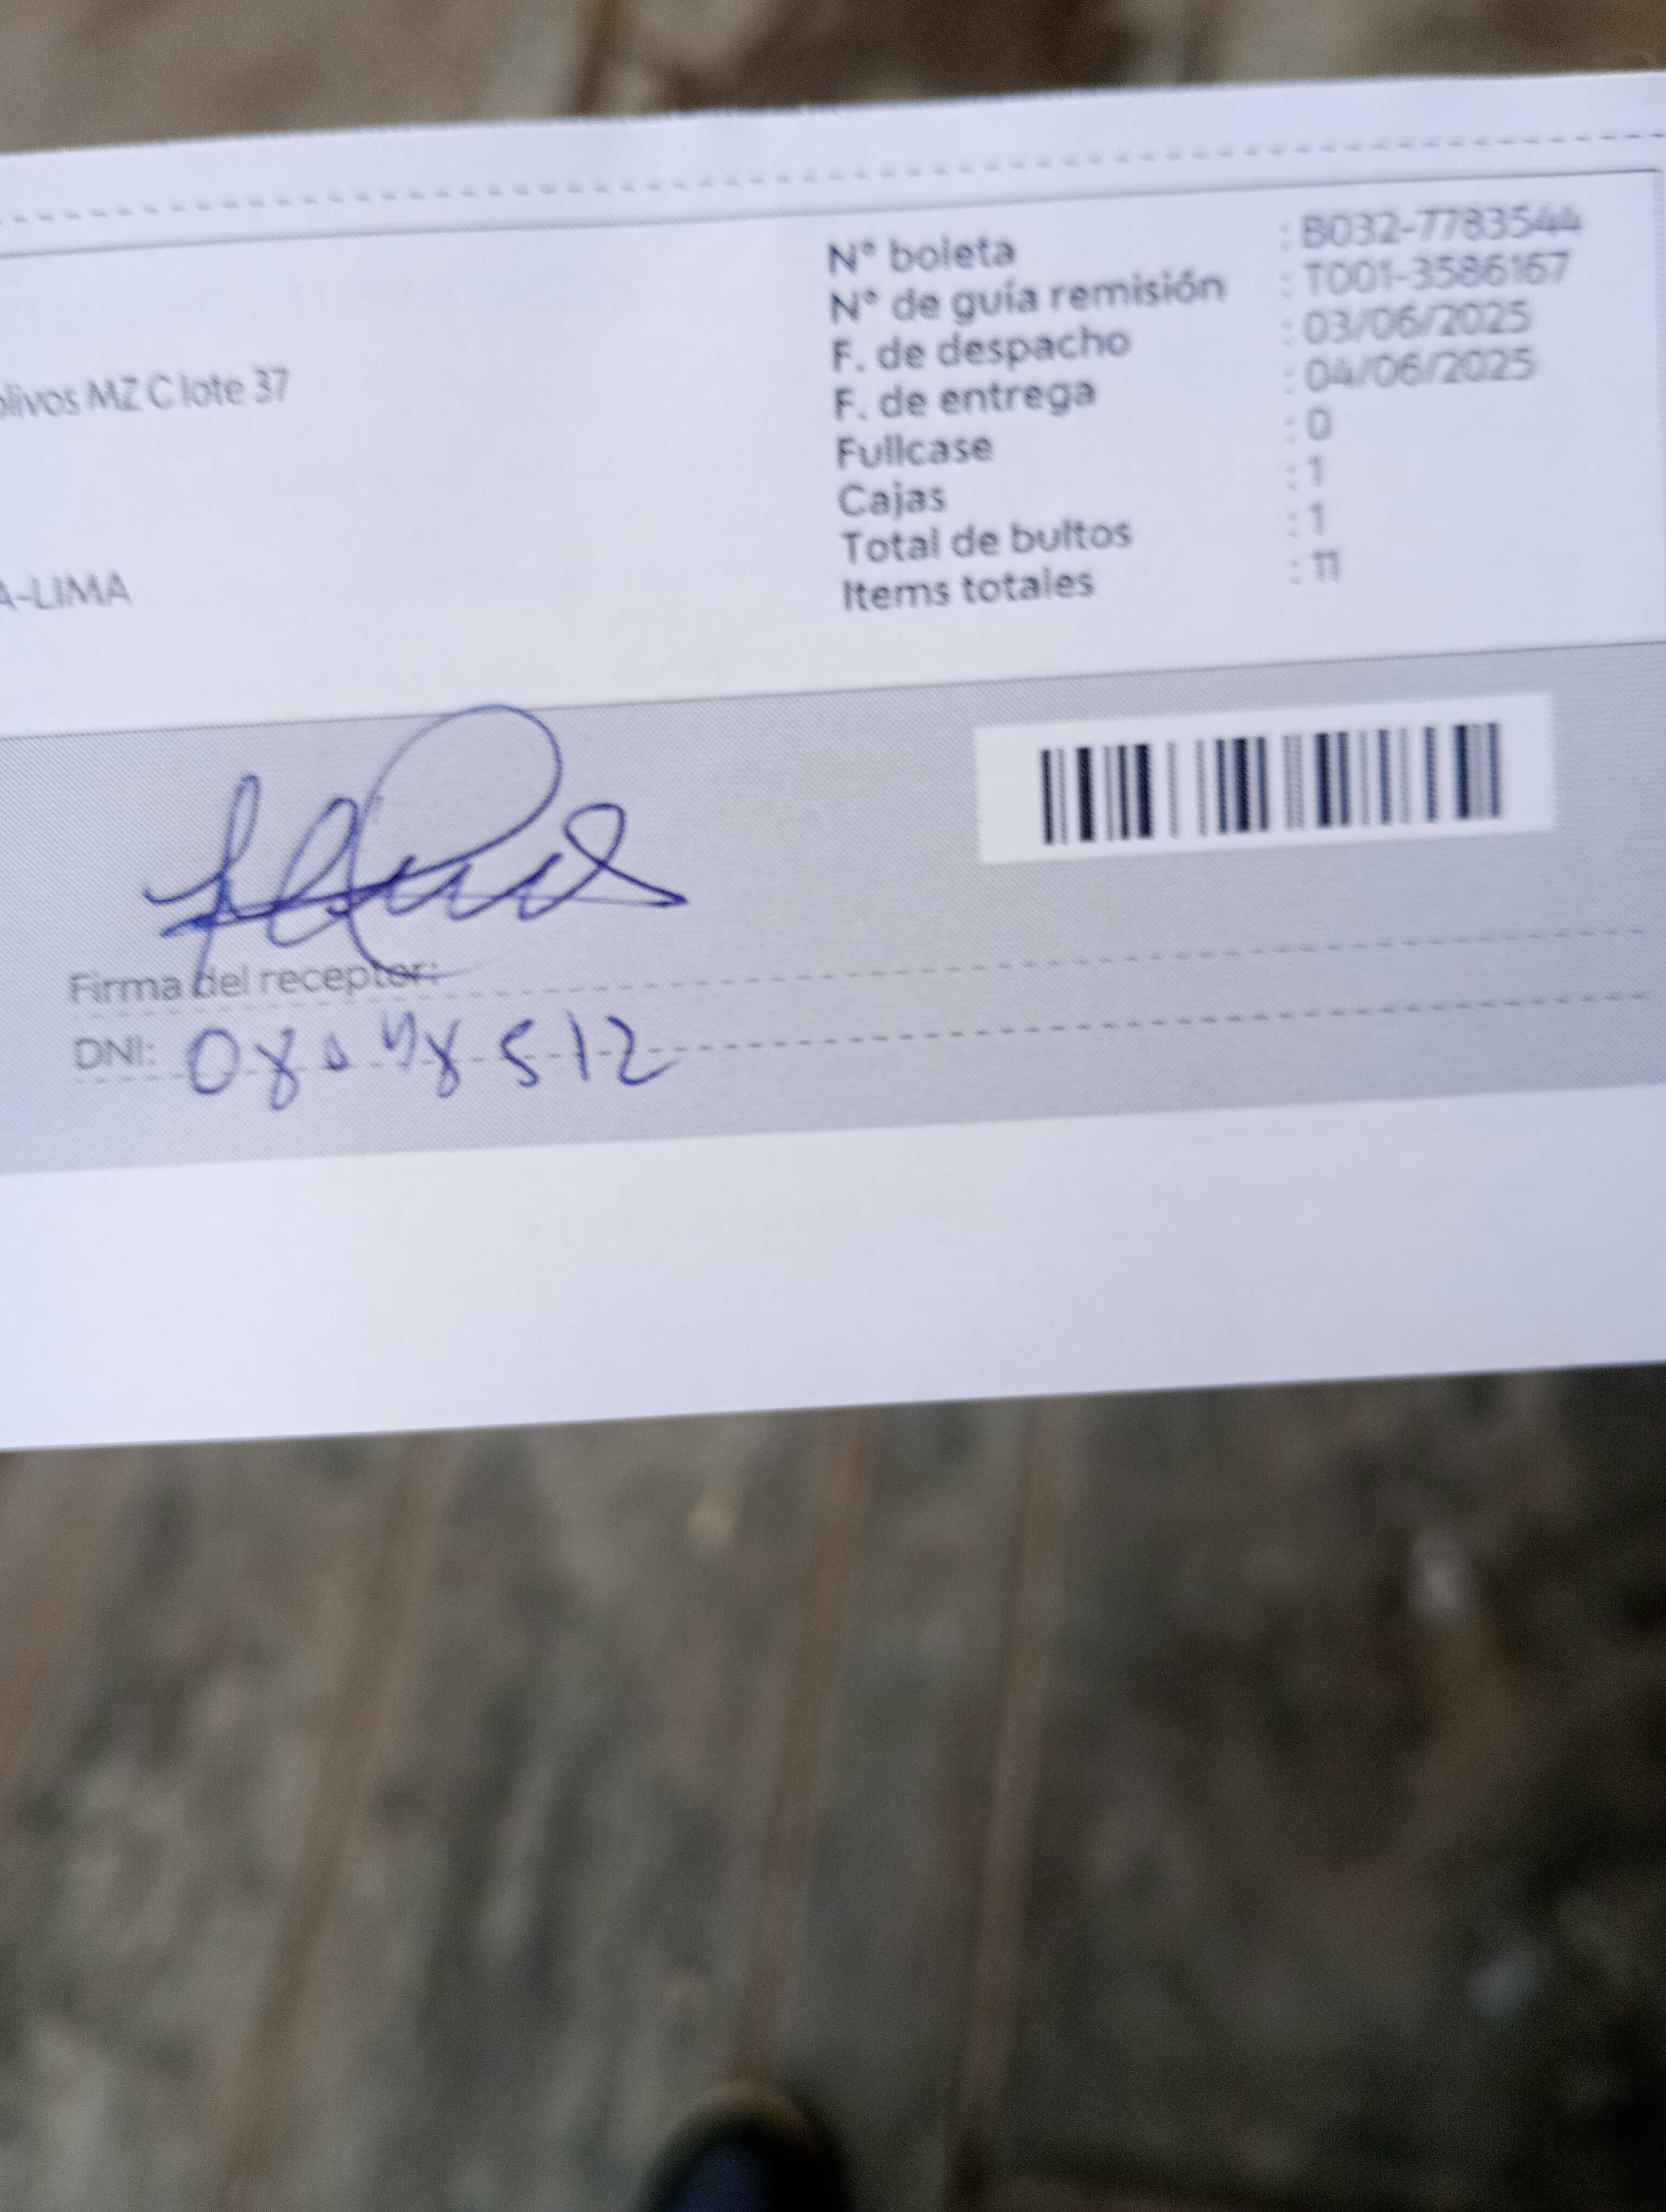 N° boleta : B032-7783544
N° de guía remisión : T001-3586167
F. de despacho : 03/06/2025
olivos MZ C lote 37
F. de entrega : 04/06/2025
Fullcase : 0
Cajas : 1
Total de bultos : 1
A-LIMA
Items totales : 11
Firma del receptor:
DNI: 08048512